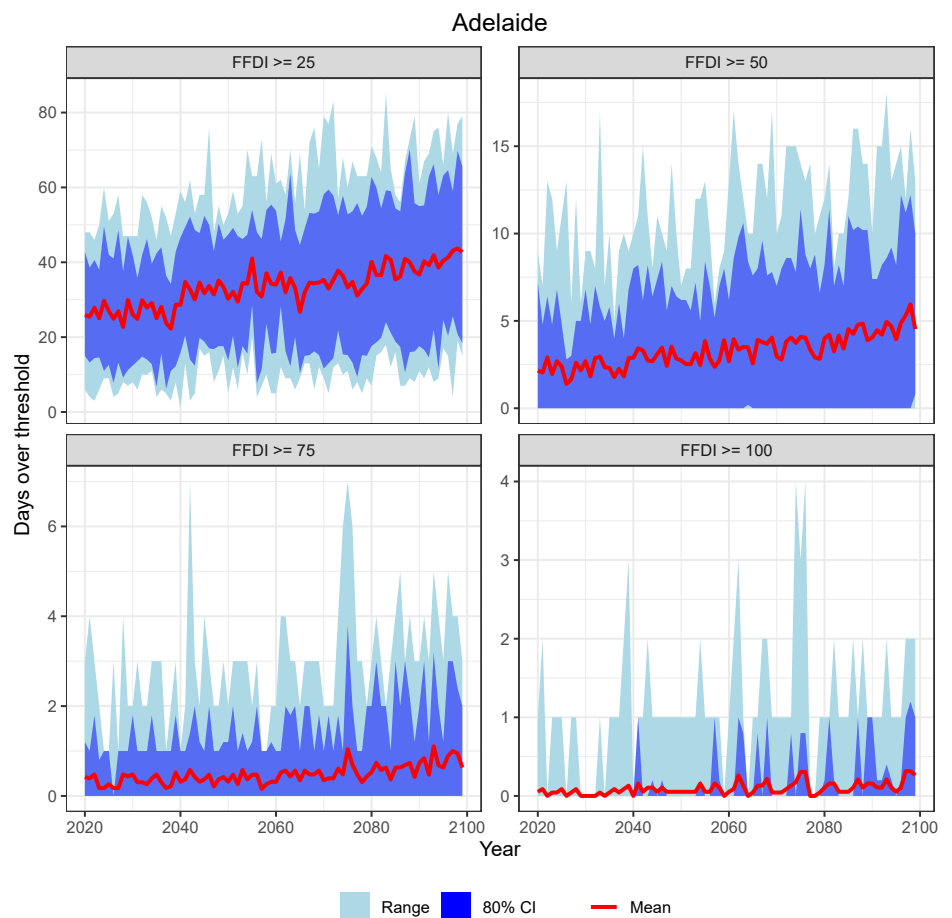 Adelaide
FFDI >= 25
FFDI >= 50
80
60
40
20
0
15
10
5
0
Days over threshold
FFDI >= 75
FFDI >= 100
6
4
2
0
4
3
2
1
0
2020 2040 2060 2080 2100
2020 2040 2060 2080 2100
Year
Range 80% CI Mean